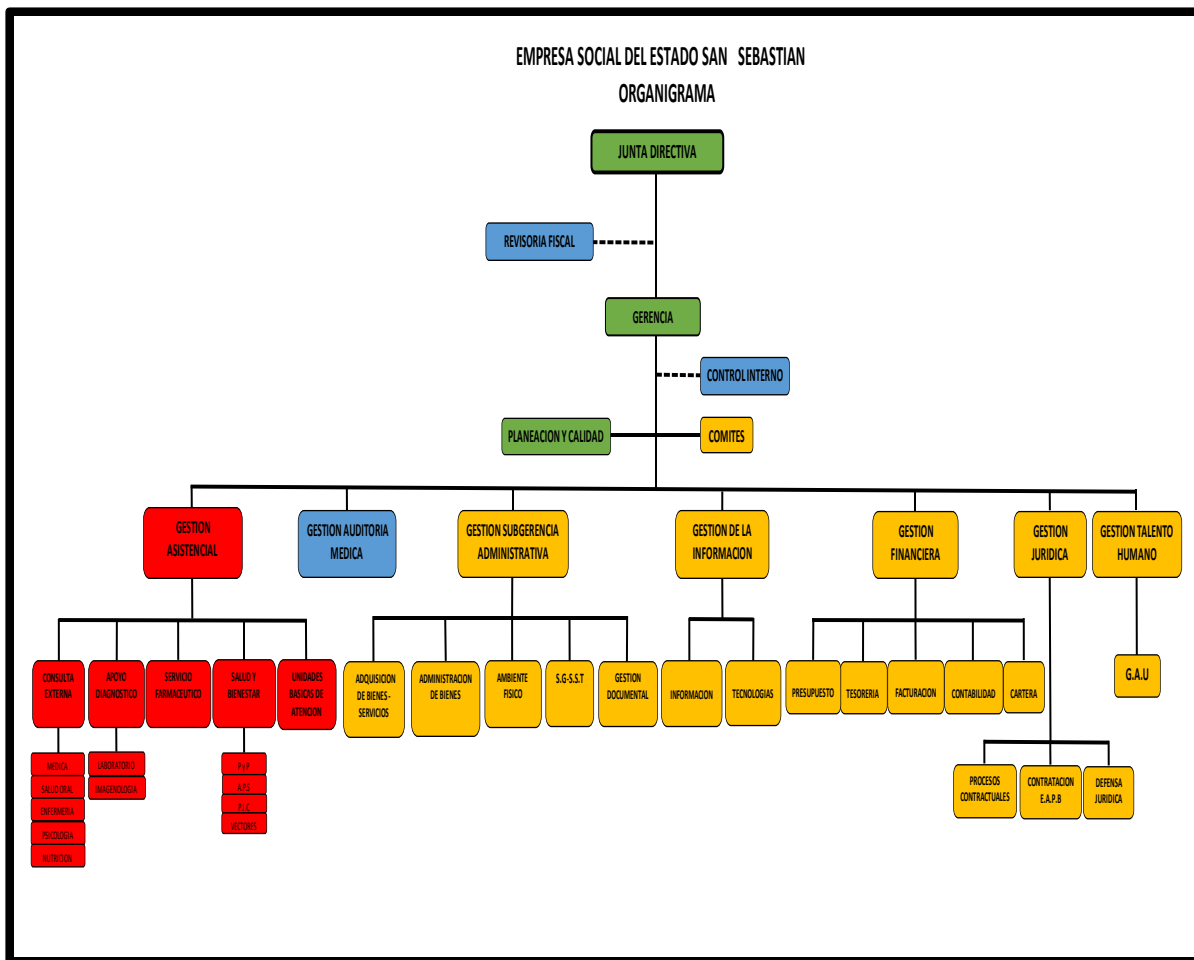 EMPRESA SOCIAL DEL ESTADO SAN SEBASTIAN
ORGANIGRAMA
JUNTA DIRECTIVA
REVISORIA FISCAL
GERENCIA
CONTROL INTERNO
PLANEACION Y CALIDAD
COMITES
GESTION
ASISTENCIAL
GESTION AUDITORIA
MEDICA
GESTION SUBGERENCIA
ADMINISTRATIVA
GESTION DE LA
INFORMACION
GESTION
FINANCIERA
GESTION
JURIDICA
GESTION TALENTO
HUMANO
CONSULTA
EXTERNA
APOYO
DIAGNOSTICO
SERVICIO
FARMACEUTICO
SALUD Y
BIENESTAR
UNIDADES
BASICAS DE
ATENCION
ADQUISICION
DE BIENES-
SERVICIOS
ADMINISTRACION
DE BIENES
AMBIENTE
FISICO
S.G-S.S.T
GESTION
DOCUMENTAL
INFORMACION
TECNOLOGIAS
PRESUPUESTO
TESORERIA
FACTURACION
CONTABILIDAD
CARTERA
G.A.U
MEDICA
SALUD ORAL
ENFERMERIA
PSICOLOGIA
NUTRICION
LABORATORIO
IMAGENOLOGIA
P y P
A.P.S
P.I.C
VECTORES
PROCESOS
CONTRACTUALES
CONTRATACION
E.A.P.B
DEFENSA
JURIDICA